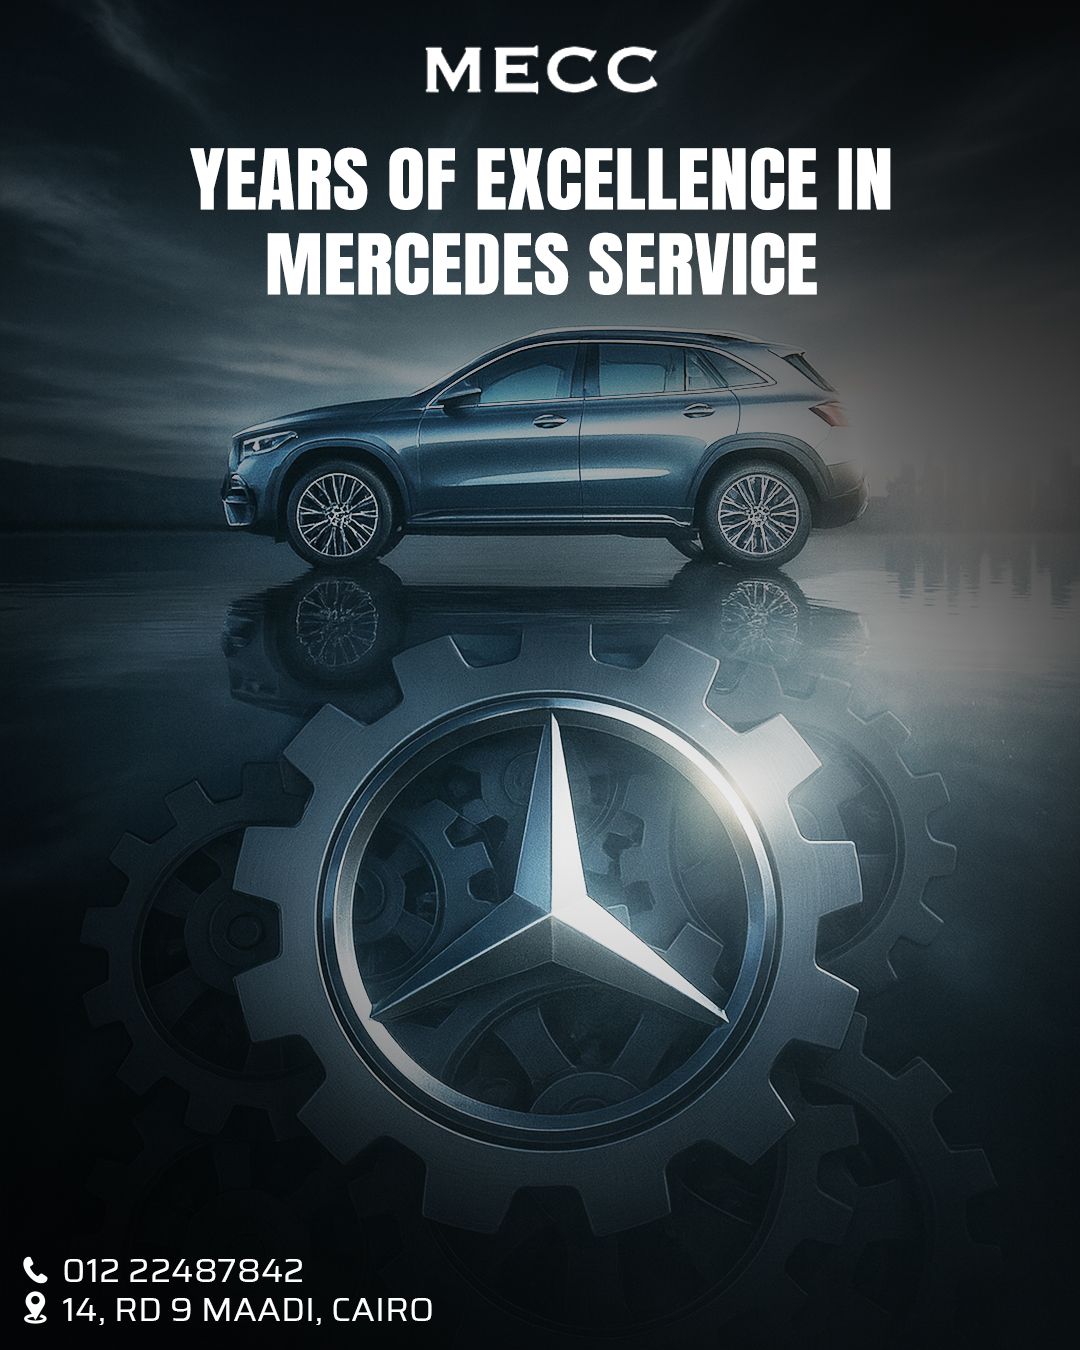 MECC
YEARS OF EXCELLENCE IN
MERCEDES SERVICE
012 22487842
14, RD 9 MAADI, CAIRO